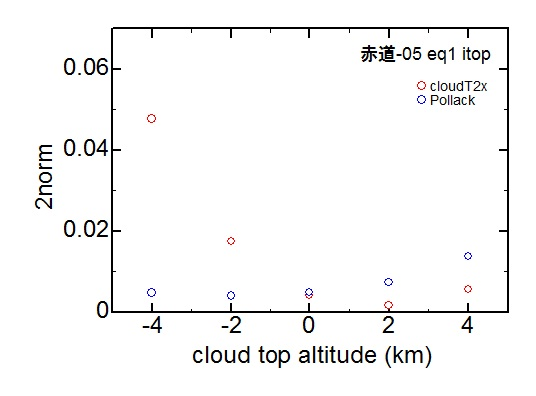 赤道-05 eq1 itop
cloudT2x
Pollack
0.06
0.04
0.02
0
2norm
-4 -2 0 2 4
cloud top altitude (km)